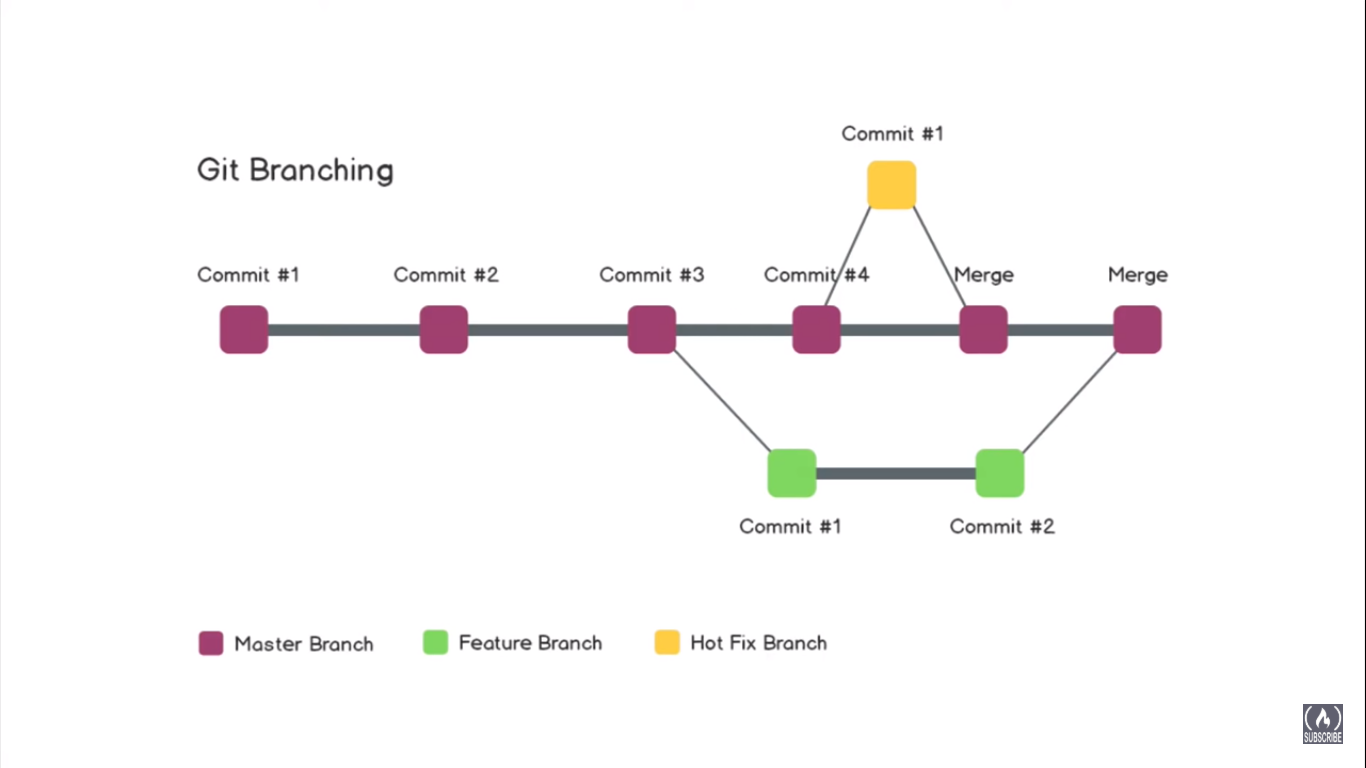 Commit #1
Git Branching
Commit #1
Commit #2
Commit #3
Commit #4
Merge
Merge
Commit #1
Commit #2
Master Branch
Feature Branch
Hot Fix Branch
SUBSCRIBE